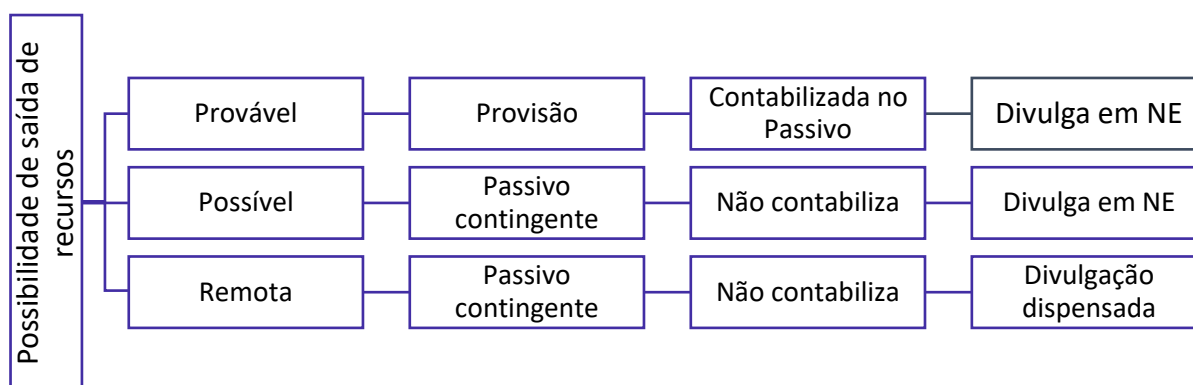 Possibilidade de saída de
recursos
Provável
Provisão
Contabilizada no
Passivo
Divulga em NE
Possível
Passivo
contingente
Não contabiliza
Divulga em NE
Remota
Passivo
contingente
Não contabiliza
Divulgação
dispensada